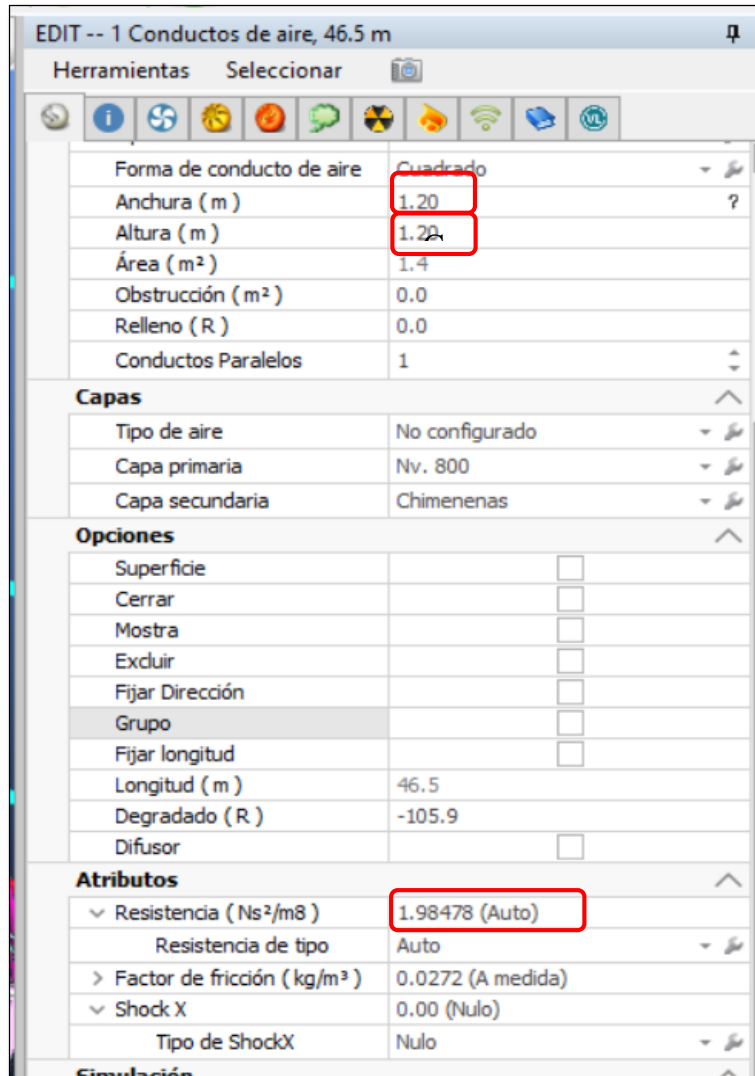 EDIT -- 1 Conductos de aire, 46.5 m
Herramientas Seleccionar
Forma de conducto de aire Cuadrado
Anchura ( m ) 1.20 ?
Altura ( m ) 1.20
Área ( m² ) 1.4
Obstrucción ( m² ) 0.0
Relleno ( R ) 0.0
Conductos Paralelos 1
Capas
Tipo de aire No configurado
Capa primaria Nv. 800
Capa secundaria Chimenenas
Opciones
Superficie
Cerrar
Mostra
Excluir
Fijar Dirección
Grupo
Fijar longitud
Longitud ( m ) 46.5
Degradado ( R ) -105.9
Difusor
Atributos
Resistencia ( Ns²/m8 ) 1.98478 (Auto)
Resistencia de tipo Auto
Factor de fricción ( kg/m³ ) 0.0272 (A medida)
Shock X 0.00 (Nulo)
Tipo de ShockX Nulo
Simulación